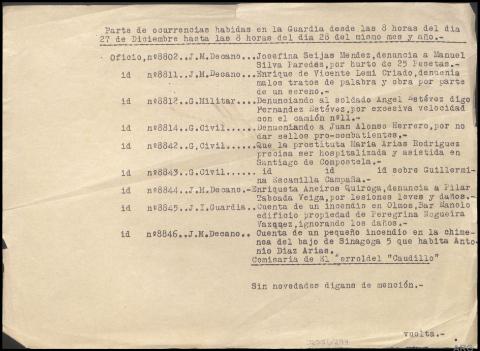 Parte de ocurrencias habidas en la Guardia desde las 8 horas del dia
27 de Diciembre hasta las 8 horas del dia 28 del mismo mes y año.-
Oficio, nº8802..J.M.Decano...Josefina Seijas Mendez,denuncia a Manuel
Silva Paredes,por hurto de 25 Pesetas.-
id nº8811..J.M.Decano...Enrique de Vicente Lemi Criado,denucnia
malos tratos de palabra y obra por parte
de un sereno.-
id nº8812..G.Militar....Denunciando al soldado Angel Estévez digo
Fernandez Estévez,por excesiva velocidad
con el camión nº11.-
id nº8814..G.Civil......Denunciando a Juan Alonso Herrero,por no
dar sellos pro-combatientes.-
id nº8842..G.Civil......Que la prostituta Maria Arias Rodriguez
precisa ser hospitalizada y asistida en
Santiago de Compostela.-
id nº8843..G.Civil...... id id id sobre Guillermi
na Escamilla Campaña.-
id nº8844..J.M.Decano.-Enriqueta Aneiros Quiroga,denuncia a Pilar
Taboada Veiga,por lesiones leves y daños.-
id nº8845..J.I.Guardia..Cuenta de un incendio en Olmos,Bar Manolo
edificio propiedad de Peregrina Nogueira
Vazqqez,ignorando los daños.-
id nº8846..J.M.Decano...Cuenta de un pequeño incendio en la chime-
nea del bajo de Sinagoga 5 que habita Anto-
nio Diaz Arias.-
Comisaria de El Ferroldel "Caudillo"
Sin novedades digans de mención.-
vuelta.-
ARG